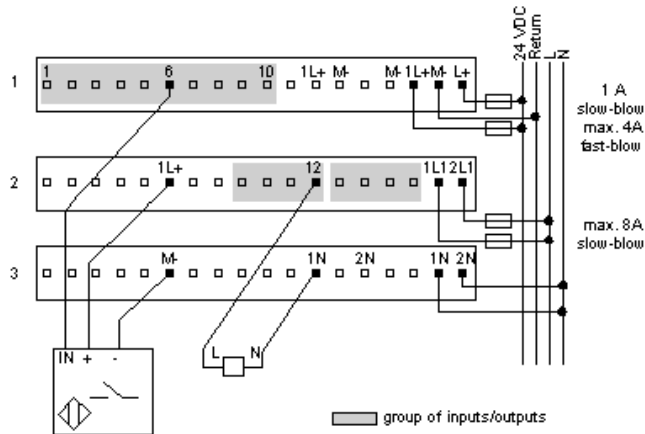 24 VDC
Return
L
N
1
1 6 10 1L+ M- M- 1L+ M- L+
1 A
slow-blow
max. 4A
fast-blow
2
1L+ 12 1L1 2L1
max. 8A
slow-blow
3
M- 1N 2N 1N 2N
IN + -
L N
group of inputs/outputs